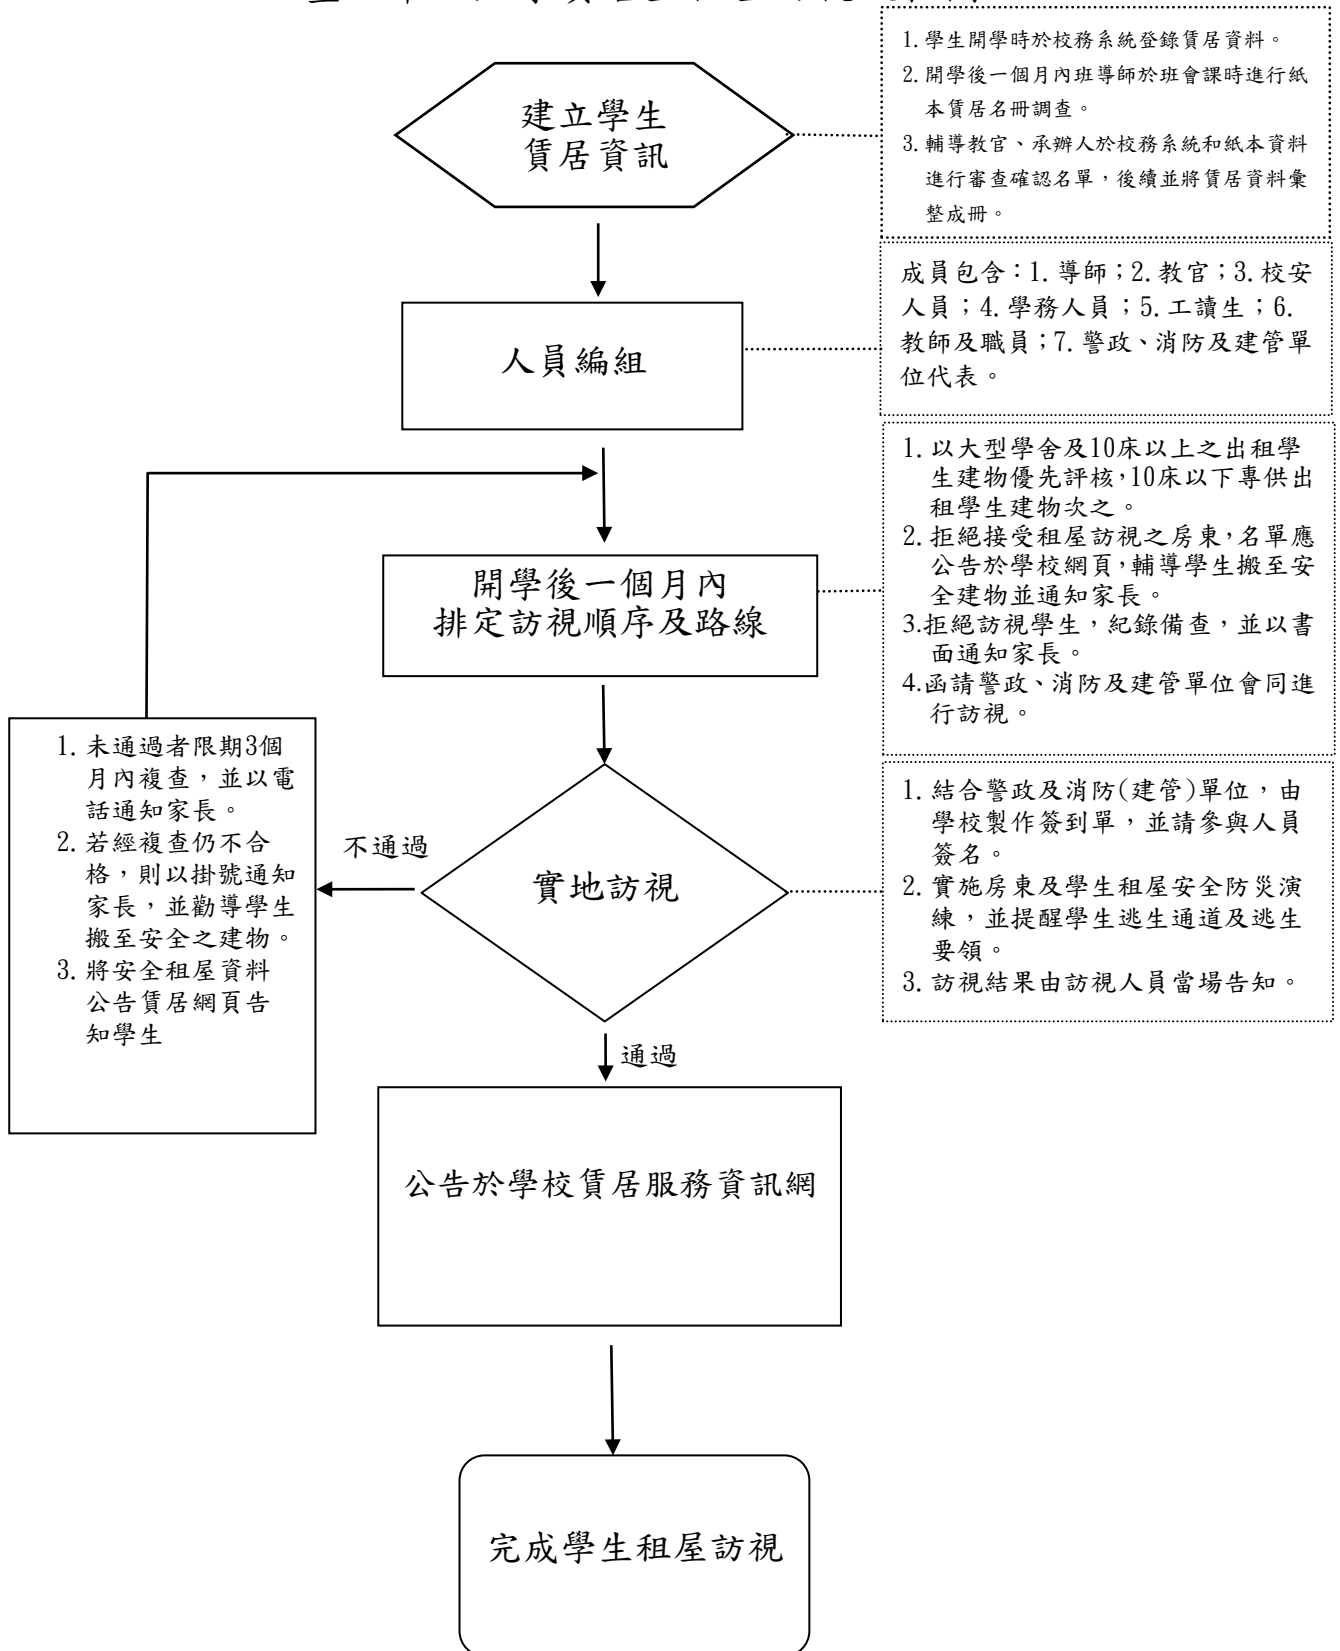 1.學生開學時於校務系統登錄賃居資料。
2.開學後一個月內班導師於班會課時進行紙
本賃居名冊調查。
3.輔導教官、承辦人於校務系統和紙本資料
進行審查確認名單，後續並將賃居資料彙
整成冊。
建立學生
賃居資訊
成員包含：1.導師；2.教官；3.校安
人員；4.學務人員；5.工讀生；6.
教師及職員；7.警政、消防及建管單
位代表。
人員編組
1.以大型學舍及10床以上之出租學
生建物優先評核，10床以下專供出
租學生建物次之。
2.拒絕接受租屋訪視之房東，名單應
公告於學校網頁，輔導學生搬至安
全建物並通知家長。
3.拒絕訪視學生，紀錄備查，並以書
面通知家長。
4.函請警政、消防及建管單位會同進
行訪視。
開學後一個月內
排定訪視順序及路線
1.未通過者限期3個
月內複查，並以電
話通知家長。
2.若經複查仍不合
格，則以掛號通知
家長，並勸導學生
搬至安全之建物。
3.將安全租屋資料
公告賃居網頁告
知學生
不通過
實地訪視
1.結合警政及消防(建管)單位，由
學校製作簽到單，並請參與人員
簽名。
2.實施房東及學生租屋安全防災演
練，並提醒學生逃生通道及逃生
要領。
3.訪視結果由訪視人員當場告知。
通過
公告於學校賃居服務資訊網
完成學生租屋訪視